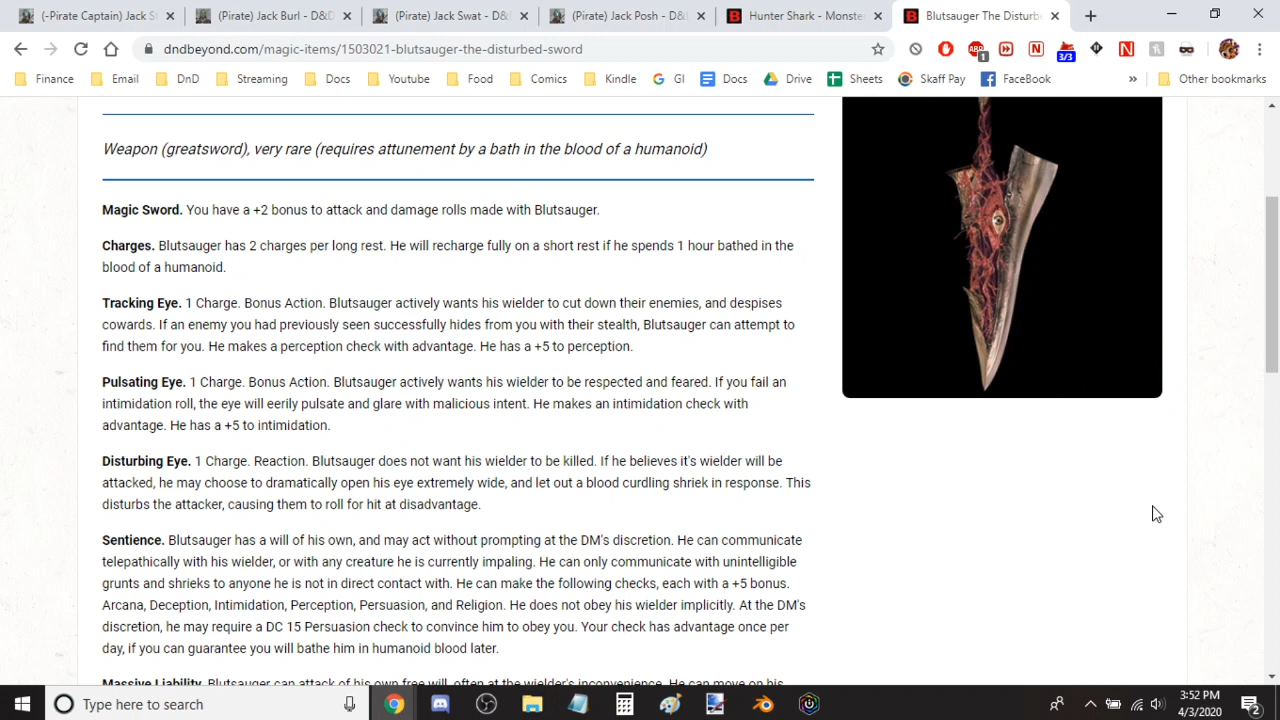 (-Pirate Captain) Jack S
(Pirate) Jack Burn - D&D
(Pirate) Jack Swas - D&
(Pirate) Jack Posh - D&
Hunter Shark - Monste
Blutsauger The Disturbe
dndbeyond.com/magic-items/1503021-blutsauger-the-disturbed-sword
ABP
1
3/3
Finance
Email
DnD
Streaming
Docs
Youtube
Food
Comics
Kindle
GI
Docs
Drive
Sheets
Skaff Pay
FaceBook
»
Other bookmarks
Weapon (greatsword), very rare (requires attunement by a bath in the blood of a humanoid)
Magic Sword. You have a +2 bonus to attack and damage rolls made with Blutsauger.
Charges. Blutsauger has 2 charges per long rest. He will recharge fully on a short rest if he spends 1 hour bathed in the
blood of a humanoid.
Tracking Eye. 1 Charge. Bonus Action. Blutsauger actively wants his wielder to cut down their enemies, and despises
cowards. If an enemy you had previously seen successfully hides from you with their stealth, Blutsauger can attempt to
find them for you. He makes a perception check with advantage. He has a +5 to perception.
Pulsating Eye. 1 Charge. Bonus Action. Blutsauger actively wants his wielder to be respected and feared. If you fail an
intimidation roll, the eye will eerily pulsate and glare with malicious intent. He makes an intimidation check with
advantage. He has a +5 to intimidation.
Disturbing Eye. 1 Charge. Reaction. Blutsauger does not want his wielder to be killed. If he believes it's wielder will be
attacked, he may choose to dramatically open his eye extremely wide, and let out a blood curdling shriek in response. This
disturbs the attacker, causing them to roll for hit at disadvantage.
Sentience. Blutsauger has a will of his own, and may act without prompting at the DM's discretion. He can communicate
telepathically with his wielder, or with any creature he is currently impaling. He can only communicate with unintelligible
grunts and shrieks to anyone he is not in direct contact with. He can make the following checks, each with a +5 bonus.
Arcana, Deception, Intimidation, Perception, Persuasion, and Religion. He does not obey his wielder implicitly. At the DM's
discretion, he may require a DC 15 Persuasion check to convince him to obey you. Your check has advantage once per
day, if you can guarantee you will bathe him in humanoid blood later.
Massive Liability. Blutsauger can attack of his own free will, often at the wielder's inconvenience. He can move on his
Type here to search
3:52 PM
4/3/2020
2